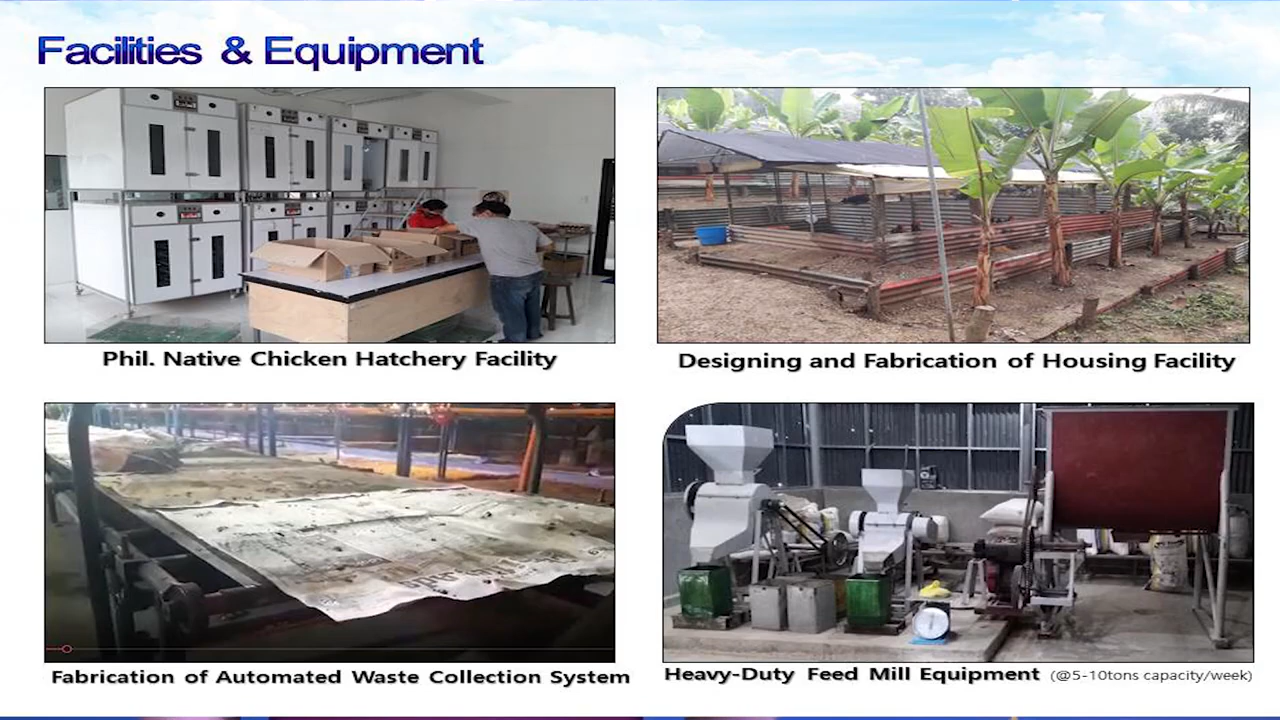 Facilities & Equipment
Phil. Native Chicken Hatchery Facility
Designing and Fabrication of Housing Facility
Fabrication of Automated Waste Collection System
Heavy-Duty Feed Mill Equipment (@5-10tons capacity/week)